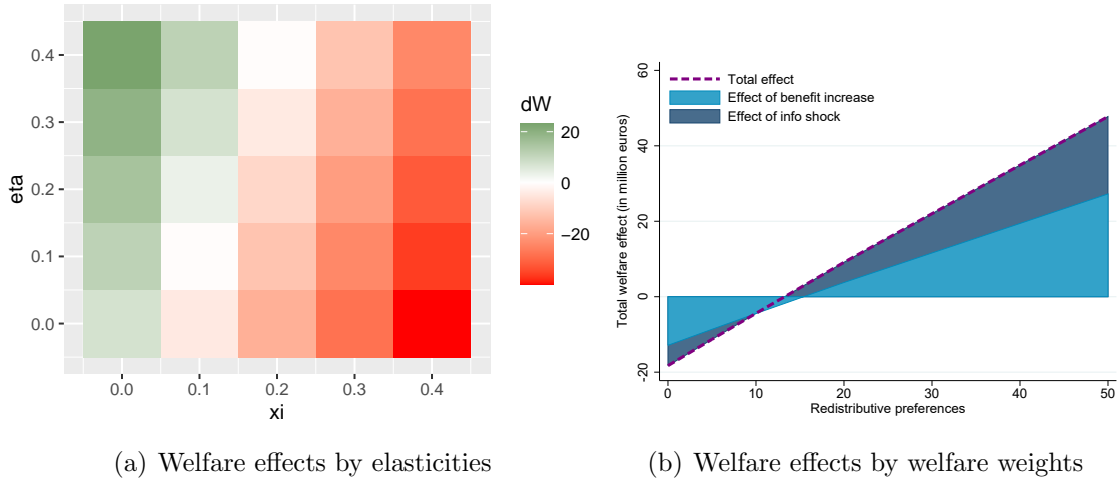 0.4
0.3
0.2
0.1
0.0
eta
0.0 0.1 0.2 0.3 0.4
xi
dW
20
0
−20
60
40
20
0
-20
Total welfare effect (in million euros)
Total effect
Effect of benefit increase
Effect of info shock
0 10 20 30 40 50
Redistributive preferences
(a) Welfare effects by elasticities
(b) Welfare effects by welfare weights